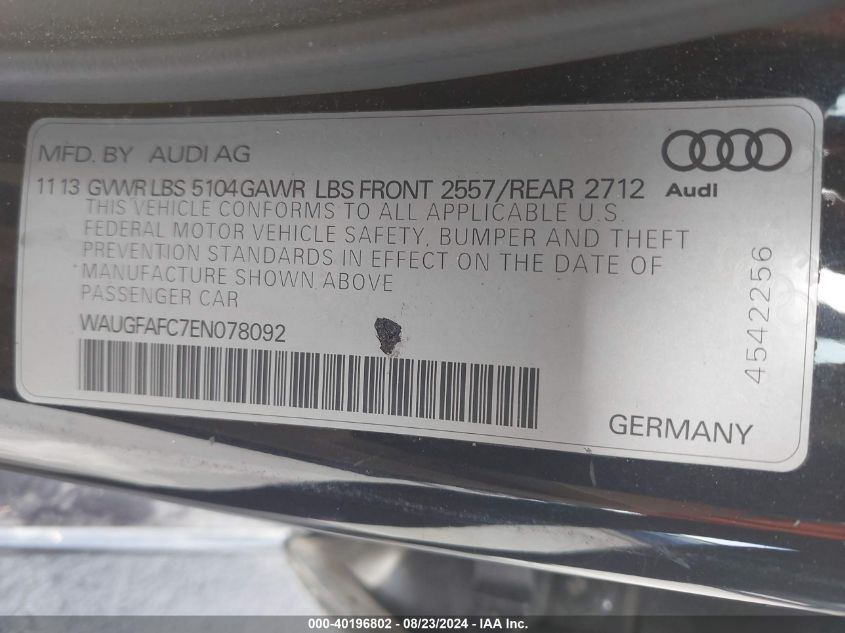 MFD. BY AUDI AG
11 13 GVWR LBS 5104 GAWR LBS FRONT 2557/REAR 2712
Audi
THIS VEHICLE CONFORMS TO ALL APPLICABLE U.S.
FEDERAL MOTOR VEHICLE SAFETY, BUMPER AND THEFT
PREVENTION STANDARDS IN EFFECT ON THE DATE OF
MANUFACTURE SHOWN ABOVE
PASSENGER CAR
WAUGFAFC7EN078092
4542256
GERMANY
000-40196802 - 08/23/2024 - IAA Inc.